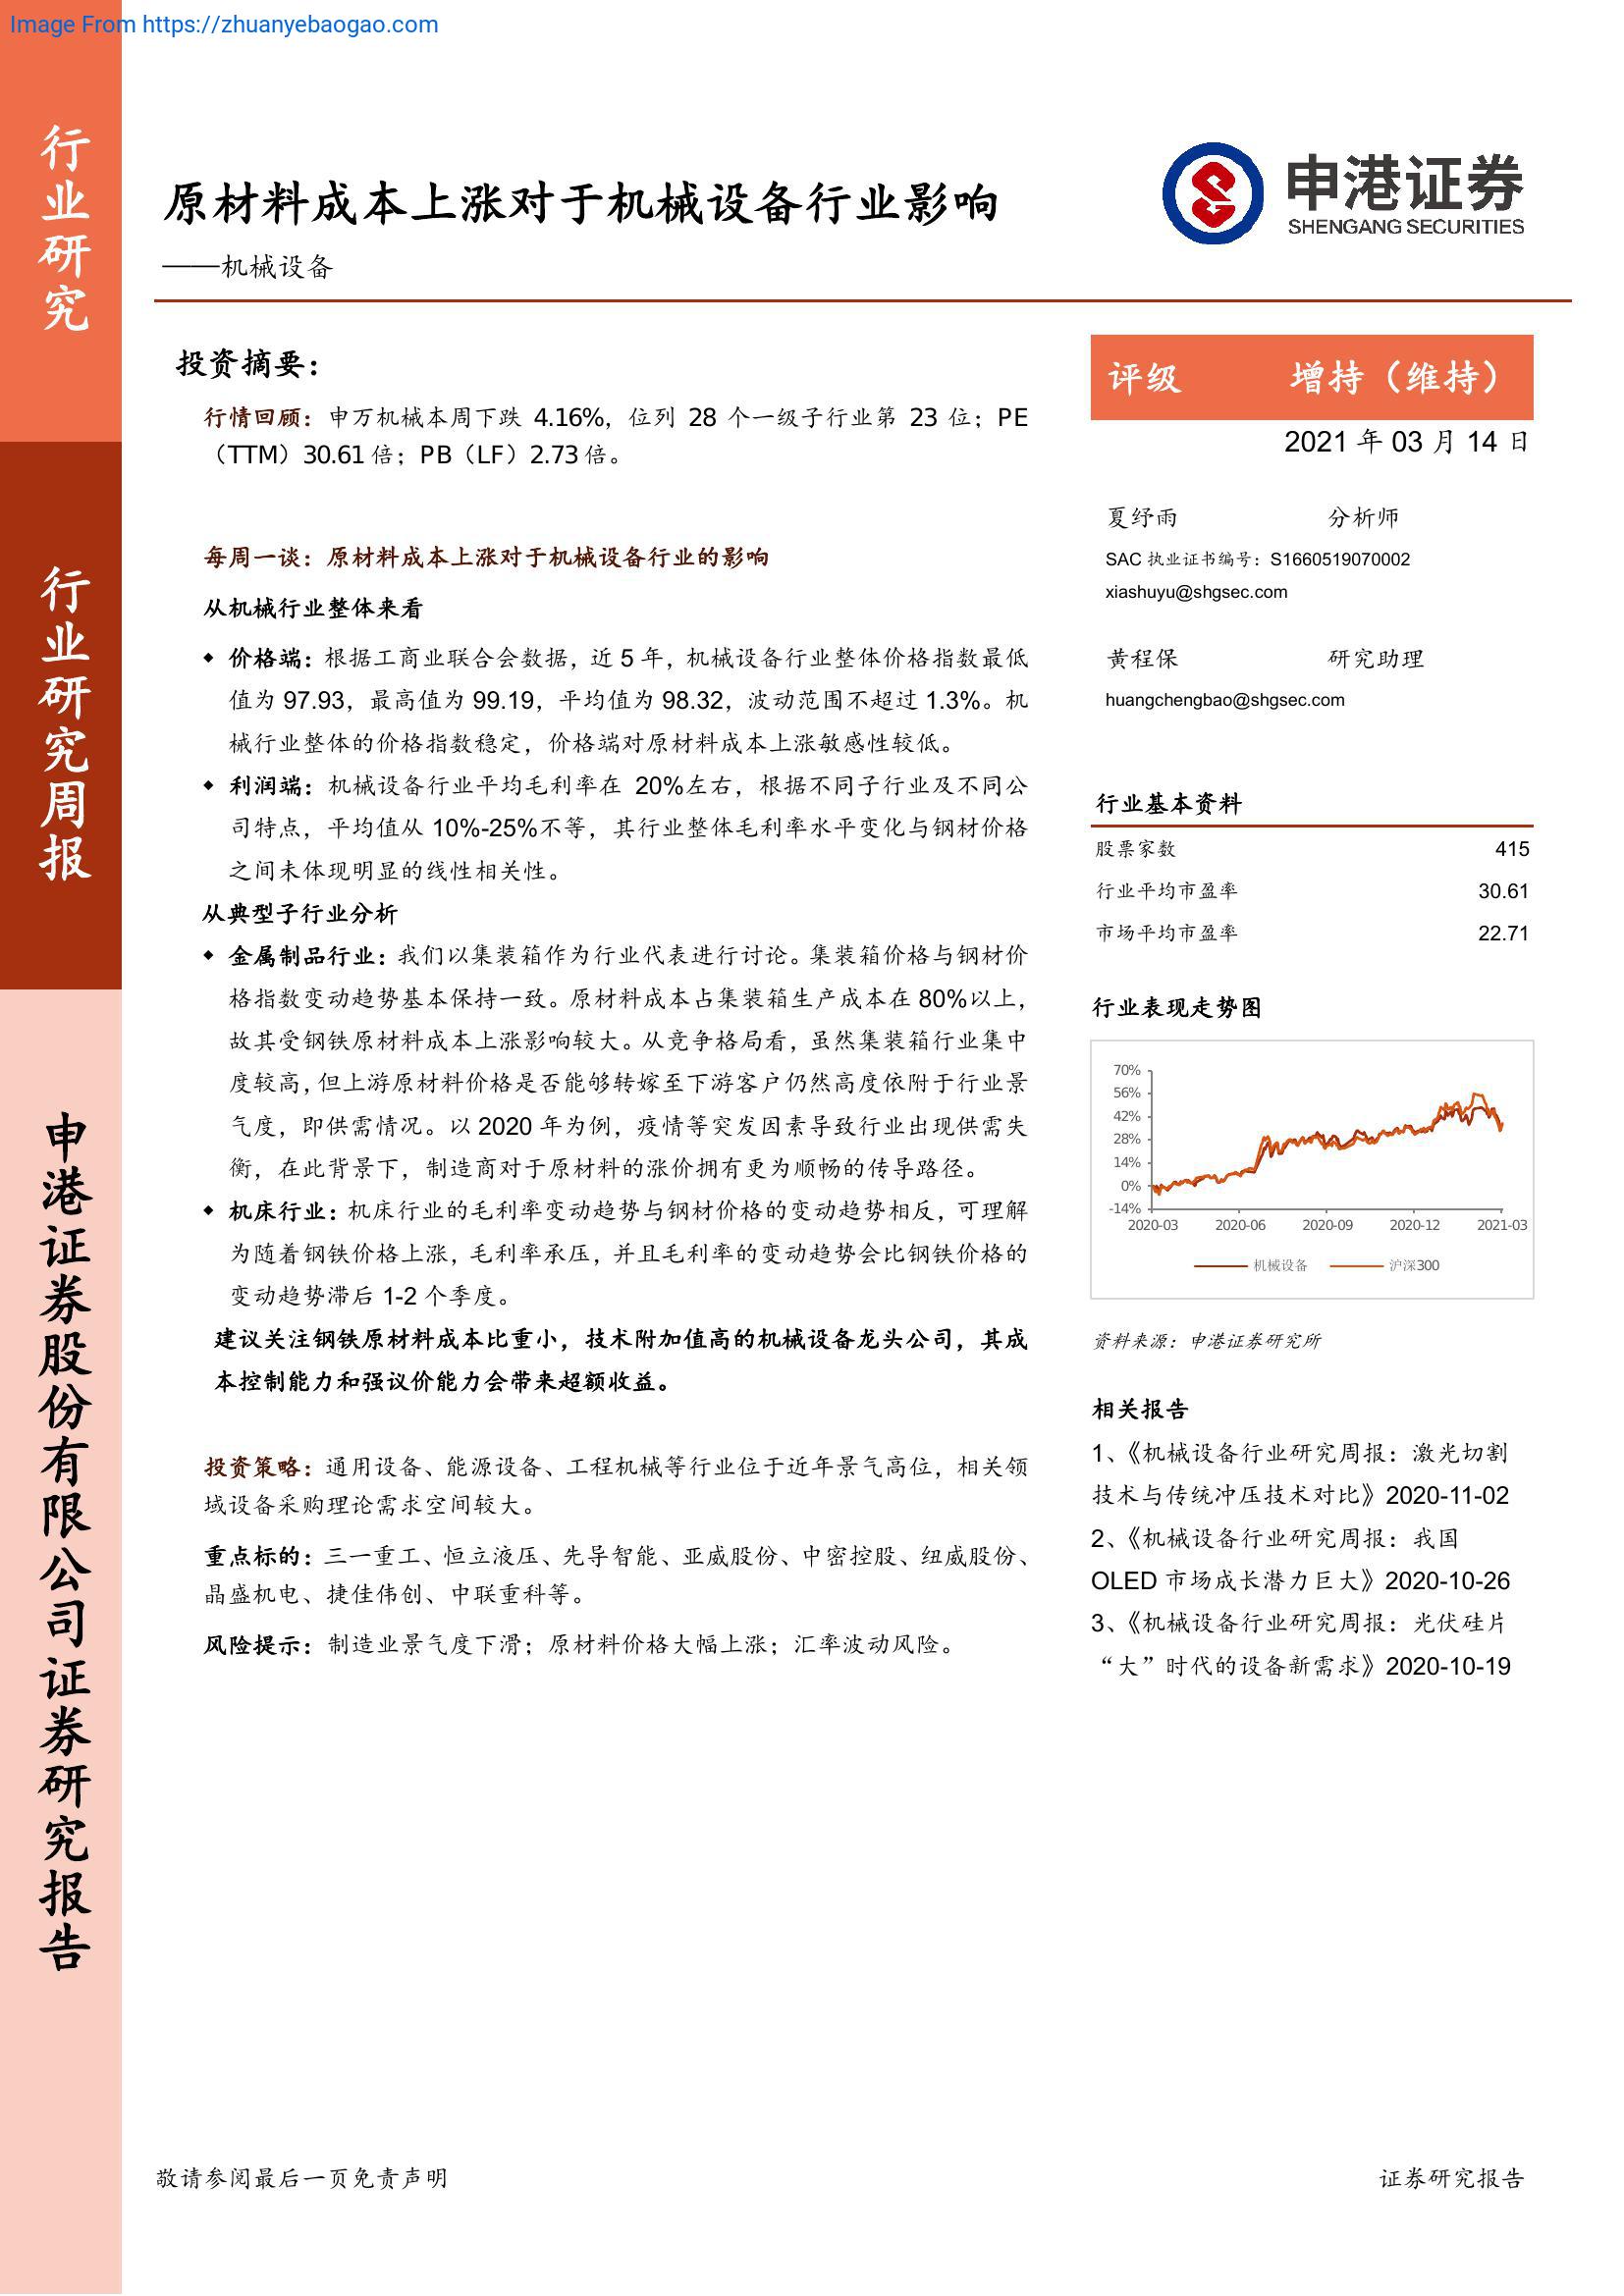 Image From https://zhuanyebaogao.com
行业研究
行业研究周报
申港证券股份有限公司证券研究报告
原材料成本上涨对于机械设备行业影响
——机械设备
申港证券
SHENGANG SECURITIES
投资摘要：
行情回顾：申万机械本周下跌 4.16%，位列 28 个一级子行业第 23 位；PE
（TTM）30.61 倍；PB（LF）2.73 倍。
每周一谈：原材料成本上涨对于机械设备行业的影响
从机械行业整体来看
◆ 价格端：根据工商业联合会数据，近 5 年，机械设备行业整体价格指数最低
值为 97.93，最高值为 99.19，平均值为 98.32，波动范围不超过 1.3%。机
械行业整体的价格指数稳定，价格端对原材料成本上涨敏感性较低。
◆ 利润端：机械设备行业平均毛利率在 20%左右，根据不同子行业及不同公
司特点，平均值从 10%-25%不等，其行业整体毛利率水平变化与钢材价格
之间未体现明显的线性相关性。
从典型子行业分析
◆ 金属制品行业：我们以集装箱作为行业代表进行讨论。集装箱价格与钢材价
格指数变动趋势基本保持一致。原材料成本占集装箱生产成本在 80%以上，
故其受钢铁原材料成本上涨影响较大。从竞争格局看，虽然集装箱行业集中
度较高，但上游原材料价格是否能够转嫁至下游客户仍然高度依附于行业景
气度，即供需情况。以 2020 年为例，疫情等突发因素导致行业出现供需失
衡，在此背景下，制造商对于原材料的涨价拥有更为顺畅的传导路径。
◆ 机床行业：机床行业的毛利率变动趋势与钢材价格的变动趋势相反，可理解
为随着钢铁价格上涨，毛利率承压，并且毛利率的变动趋势会比钢铁价格的
变动趋势滞后 1-2 个季度。
建议关注钢铁原材料成本比重小，技术附加值高的机械设备龙头公司，其成
本控制能力和强议价能力会带来超额收益。
投资策略：通用设备、能源设备、工程机械等行业位于近年景气高位，相关领
域设备采购理论需求空间较大。
重点标的：三一重工、恒立液压、先导智能、亚威股份、中密控股、纽威股份、
晶盛机电、捷佳伟创、中联重科等。
风险提示：制造业景气度下滑；原材料价格大幅上涨；汇率波动风险。
评级 增持（维持）
2021 年 03 月 14 日
夏纾雨 分析师
SAC 执业证书编号：S1660519070002
xiashuyu@shgsec.com
黄程保 研究助理
huangchengbao@shgsec.com
行业基本资料
股票家数 415
行业平均市盈率 30.61
市场平均市盈率 22.71
行业表现走势图
70%
56%
42%
28%
14%
0%
-14%
2020-03 2020-06 2020-09 2020-12 2021-03
机械设备 沪深300
资料来源：申港证券研究所
相关报告
1、《机械设备行业研究周报：激光切割
技术与传统冲压技术对比》2020-11-02
2、《机械设备行业研究周报：我国
OLED 市场成长潜力巨大》2020-10-26
3、《机械设备行业研究周报：光伏硅片
“大”时代的设备新需求》2020-10-19
敬请参阅最后一页免责声明
证券研究报告